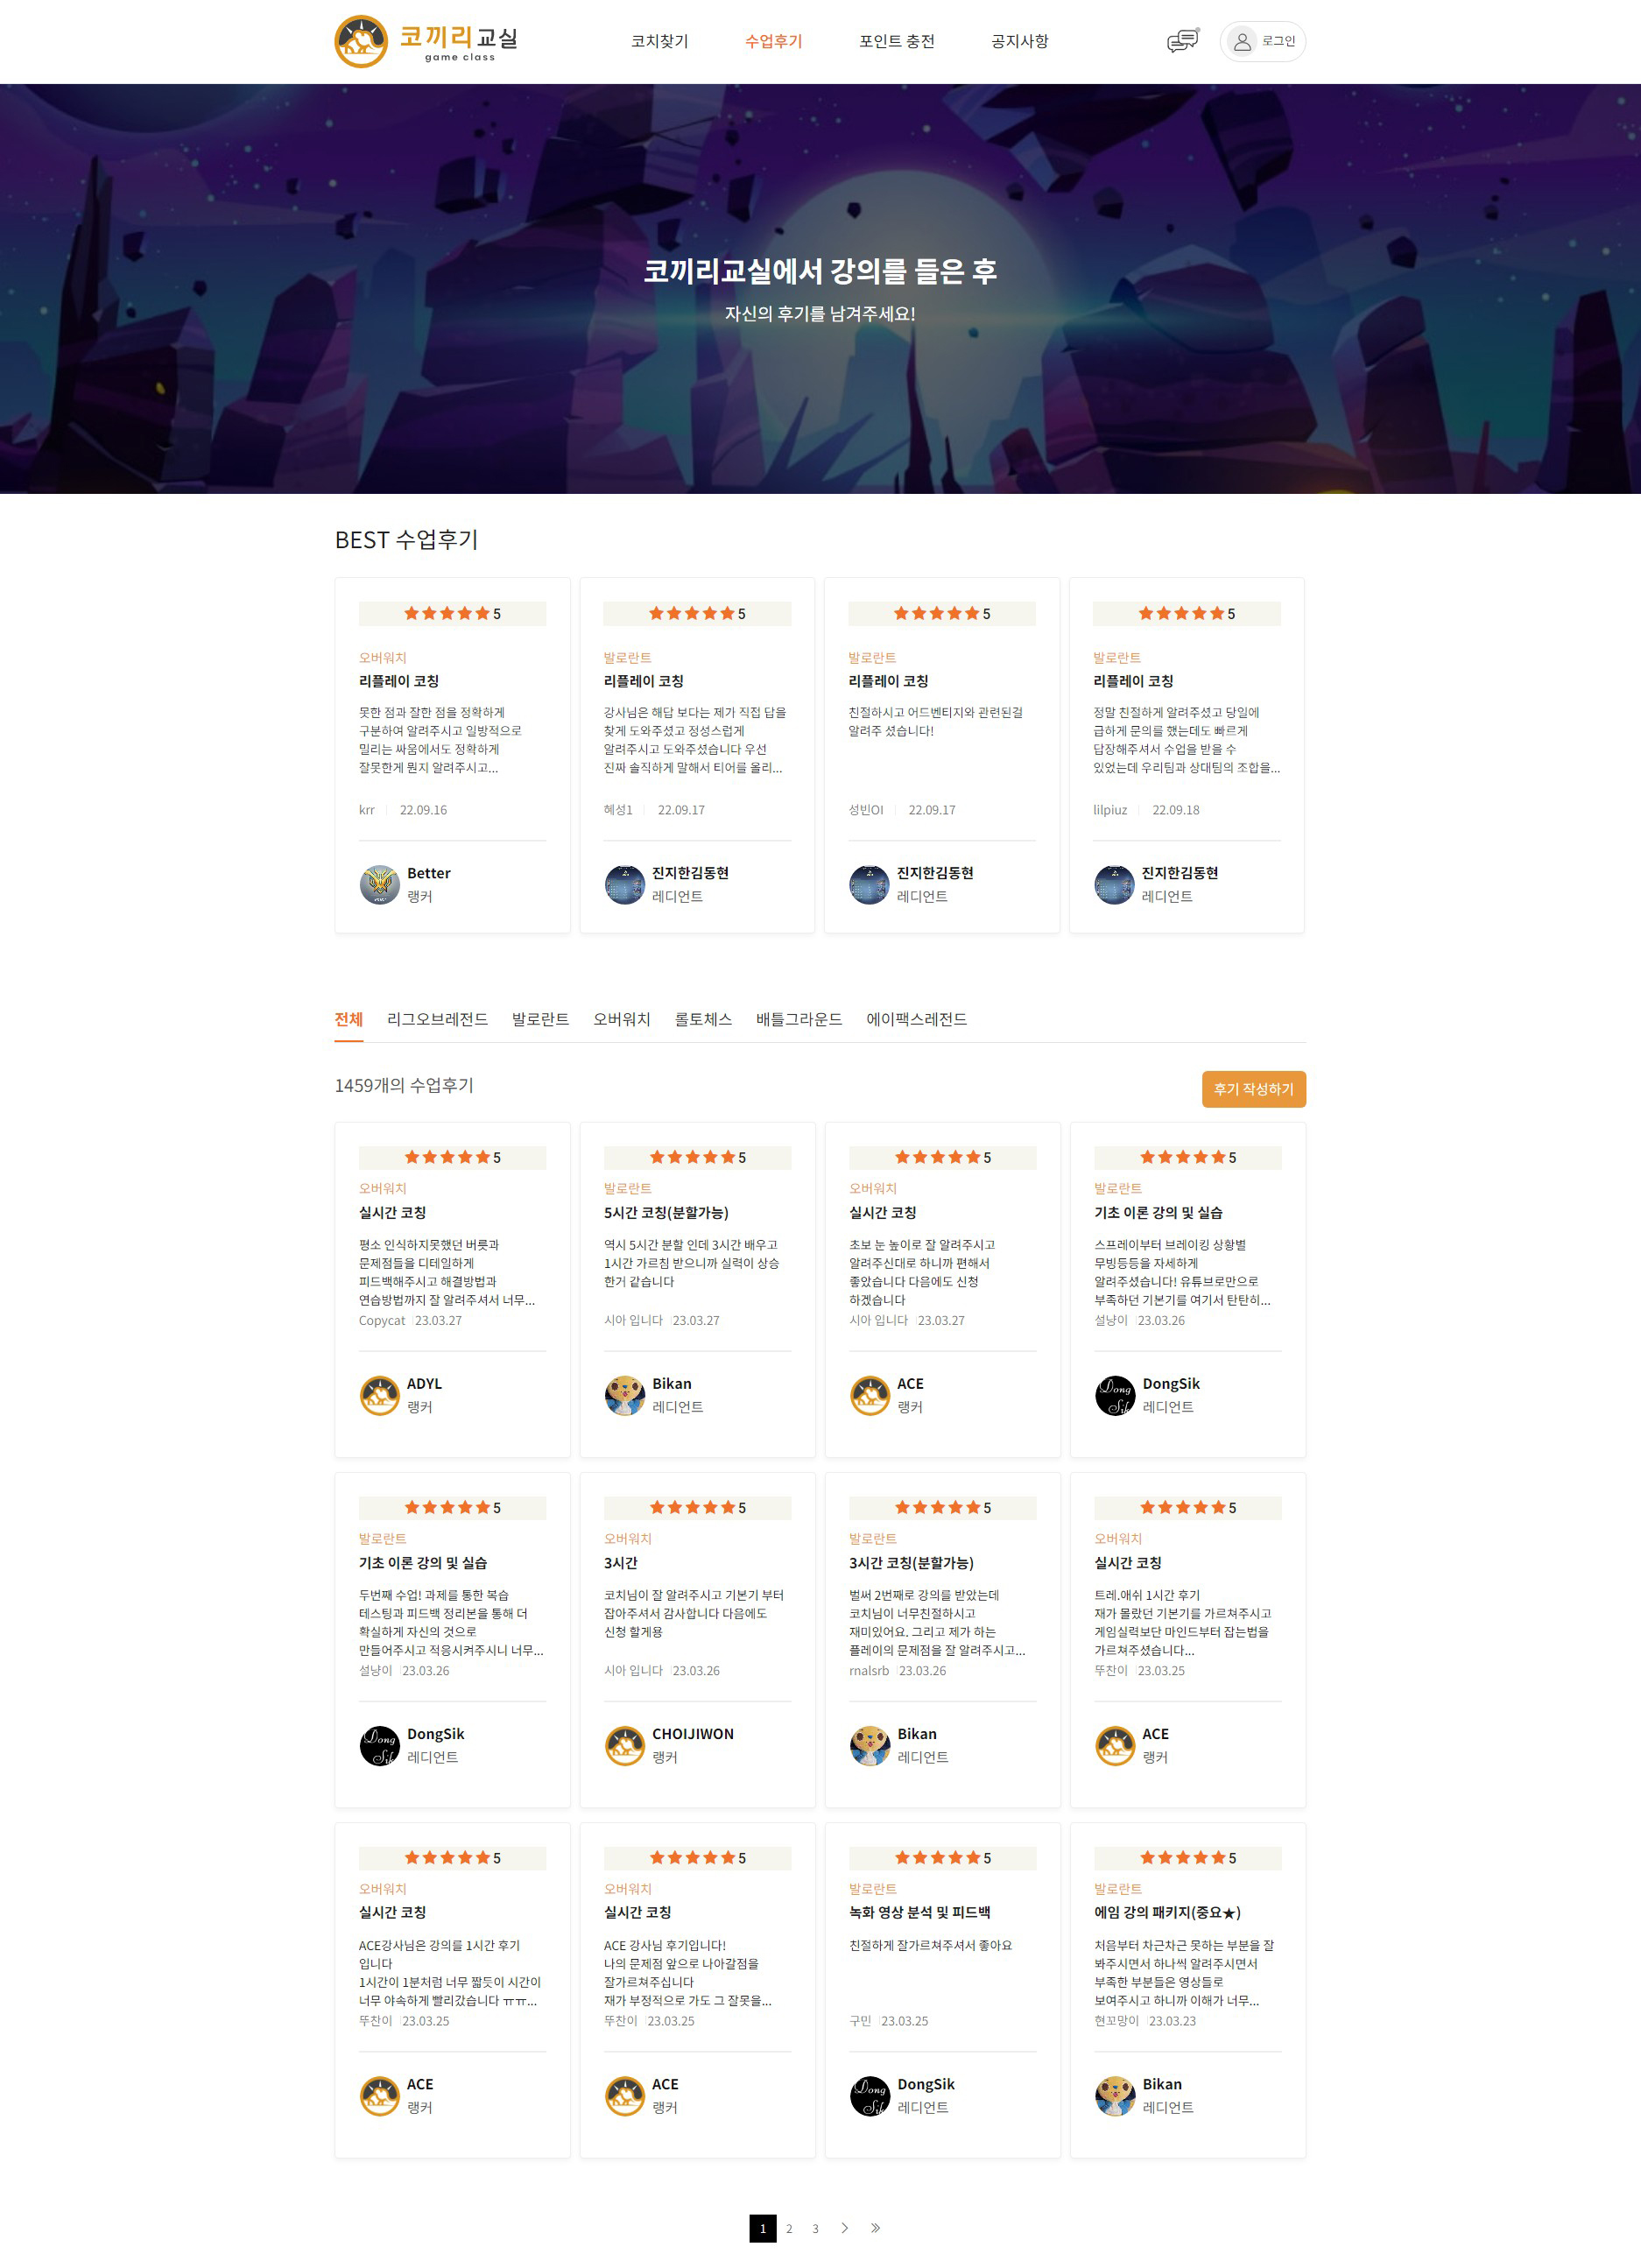 코끼리교실
game class
코치찾기
수업후기
포인트 충전
공지사항
로그인
코끼리교실에서 강의를 들은 후
자신의 후기를 남겨주세요!
BEST 수업후기
5
오버워치
리플레이 코칭
못한 점과 잘한 점을 정확하게
구분하여 알려주시고 일방적으로
밀리는 싸움에서도 정확하게
잘못한게 뭔지 알려주시고...
krr 22.09.16
Better
랭커
5
발로란트
리플레이 코칭
강사님은 해답 보다는 제가 직접 답을
찾게 도와주셨고 정성스럽게
알려주시고 도와주셨습니다 우선
진짜 솔직하게 말해서 티어를 올리...
혜성1 22.09.17
진지한김동현
레디언트
5
발로란트
리플레이 코칭
친절하시고 어드벤티지와 관련된걸
알려주 셨습니다!
성빈OI 22.09.17
진지한김동현
레디언트
5
발로란트
리플레이 코칭
정말 친절하게 알려주셨고 당일에
급하게 문의를 했는데도 빠르게
답장해주셔서 수업을 받을 수
있었는데 우리팀과 상대팀의 조합을...
lilpiuz 22.09.18
진지한김동현
레디언트
전체
리그오브레전드
발로란트
오버워치
롤토체스
배틀그라운드
에이팩스레전드
1459개의 수업후기
후기 작성하기
5
오버워치
실시간 코칭
평소 인식하지못했던 버릇과
문제점들을 디테일하게
피드백해주시고 해결방법과
연습방법까지 잘 알려주셔서 너무...
Copycat 23.03.27
ADYL
랭커
5
발로란트
5시간 코칭(분할가능)
역시 5시간 분할 인데 3시간 배우고
1시간 가르침 받으니까 실력이 상승
한거 같습니다
시아 입니다 23.03.27
Bikan
레디언트
5
오버워치
실시간 코칭
초보 눈 높이로 잘 알려주시고
알려주신대로 하니까 편해서
좋았습니다 다음에도 신청
하겠습니다
시아 입니다 23.03.27
ACE
랭커
5
발로란트
기초 이론 강의 및 실습
스프레이부터 브레이킹 상황별
무빙등등을 자세하게
알려주셨습니다! 유튜브로만으로
부족하던 기본기를 여기서 탄탄히...
설냥이 23.03.26
Dong
Sik
DongSik
레디언트
5
발로란트
기초 이론 강의 및 실습
두번째 수업! 과제를 통한 복습
테스팅과 피드백 정리본을 통해 더
확실하게 자신의 것으로
만들어주시고 적응시켜주시니 너무...
설냥이 23.03.26
Dong
Sik
DongSik
레디언트
5
오버워치
3시간
코치님이 잘 알려주시고 기본기 부터
잡아주셔서 감사합니다 다음에도
신청 할게용
시아 입니다 23.03.26
CHOIJIWON
랭커
5
발로란트
3시간 코칭(분할가능)
벌써 2번째로 강의를 받았는데
코치님이 너무친절하시고
재미있어요. 그리고 제가 하는
플레이의 문제점을 잘 알려주시고...
rnalsrb 23.03.26
Bikan
레디언트
5
오버워치
실시간 코칭
트레.애쉬 1시간 후기
재가 몰랐던 기본기를 가르쳐주시고
게임실력보단 마인드부터 잡는법을
가르쳐주셨습니다...
뚜찬이 23.03.25
ACE
랭커
5
오버워치
실시간 코칭
ACE강사님은 강의를 1시간 후기
입니다
1시간이 1분처럼 너무 짧듯이 시간이
너무 야속하게 빨리갔습니다 ㅠㅠ...
뚜찬이 23.03.25
ACE
랭커
5
오버워치
실시간 코칭
ACE 강사님 후기입니다!
나의 문제점 앞으로 나아갈점을
잘가르쳐주십니다
재가 부정적으로 가도 그 잘못을...
뚜찬이 23.03.25
ACE
랭커
5
발로란트
녹화 영상 분석 및 피드백
친절하게 잘가르쳐주셔서 좋아요
구민 23.03.25
Dong
Sik
DongSik
레디언트
5
발로란트
에임 강의 패키지(중요★)
처음부터 차근차근 못하는 부분을 잘
봐주시면서 하나씩 알려주시면서
부족한 부분들은 영상들로
보여주시고 하니까 이해가 너무...
현꼬망이 23.03.23
Bikan
레디언트
1 2 3